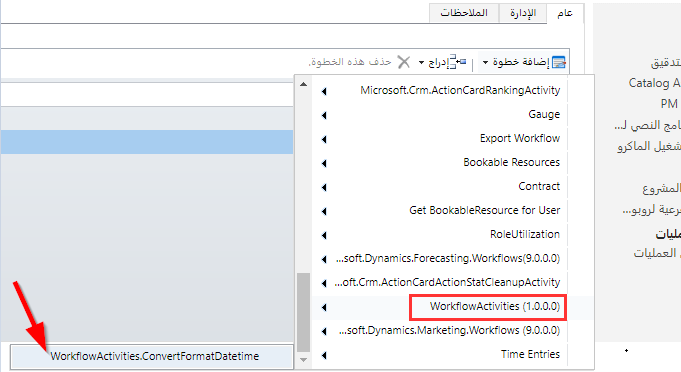 عام
الإدارة
الملاحظات
إضافة خطوة
إدراج
حذف هذه الخطوة.
Microsoft.Crm.ActionCardRankingActivity
Gauge
Export Workflow
Bookable Resources
Contract
Get BookableResource for User
RoleUtilization
...soft.Dynamics.Forecasting.Workflows(9.0.0.0)
...oft.Crm.ActionCardActionStatCleanupActivity
WorkflowActivities (1.0.0.0)
...soft.Dynamics.Marketing.Workflows (9.0.0.0)
Time Entries
WorkflowActivities.ConvertFormatDatetime
لتدقيق
Catalog A
PM
امج النصي لـ...
شغيل الماكرو
المشروع
رعية لروبو...
مليات
العمليات